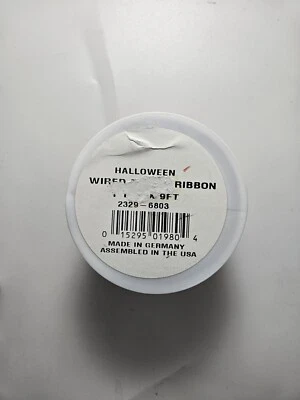 HALLOWEEN
WIRED RIBBON
9FT
2329-6803
0 15295 01980 4
MADE IN GERMANY
ASSEMBLED IN THE USA